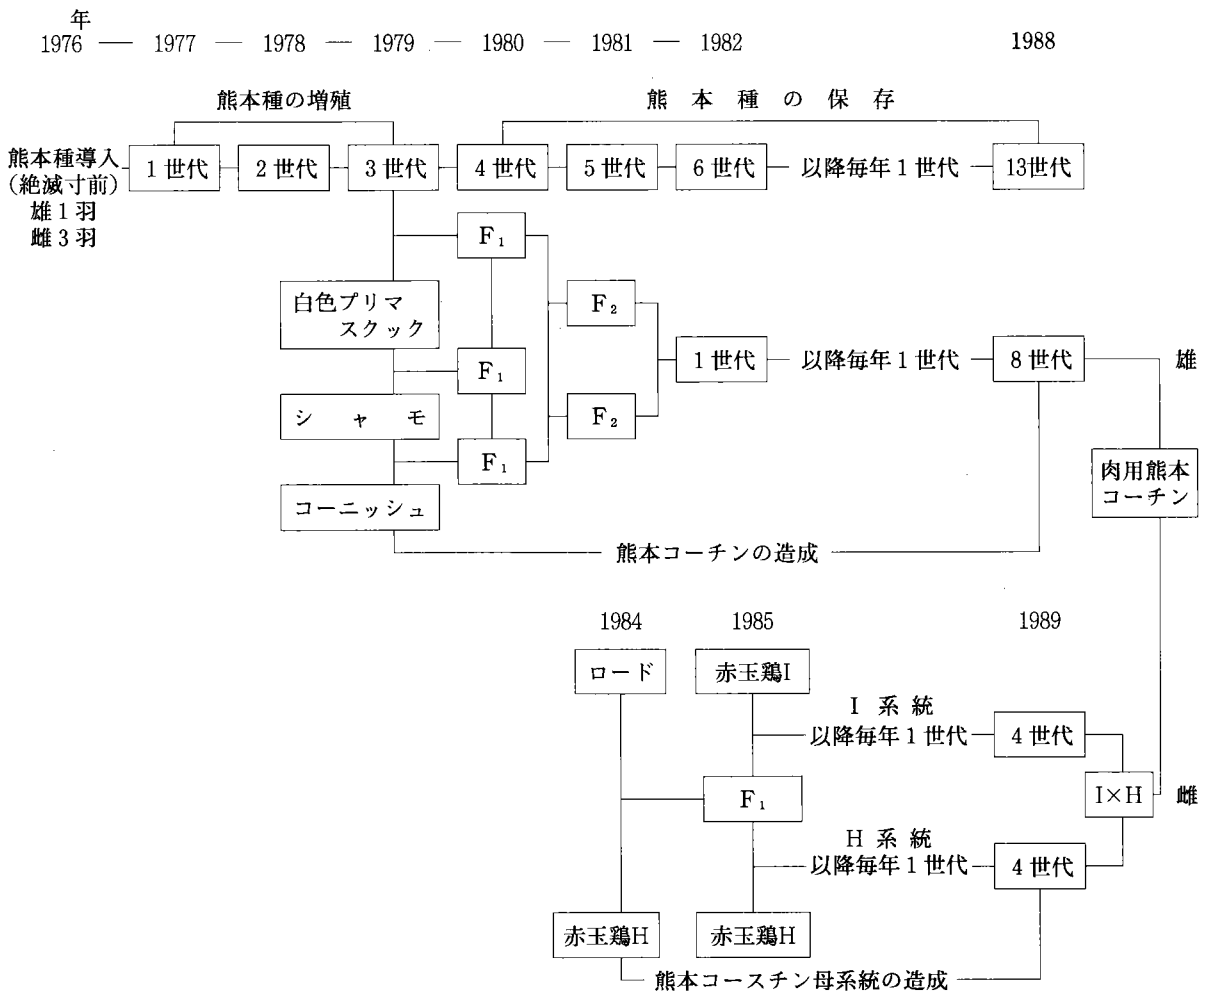 年
1976 — 1977 — 1978 — 1979 — 1980 — 1981 — 1982 1988
熊本種の増殖 熊本種の保存
熊本種導入
(絶滅寸前)
雄1羽
雌3羽
1世代 2世代 3世代 4世代 5世代 6世代 以降毎年1世代 13世代
F₁
白色プリマ
スクック
F₂
F₁
1世代 以降毎年1世代 8世代 雄
シャモ
F₂
F₁
コーニッシュ
肉用熊本
コーチン
熊本コーチンの造成
1984 1985 1989
ロード 赤玉鶏I
I系統
以降毎年1世代 4世代
F₁
I×H 雌
H系統
以降毎年1世代 4世代
赤玉鶏H 赤玉鶏H
熊本コースチン母系統の造成